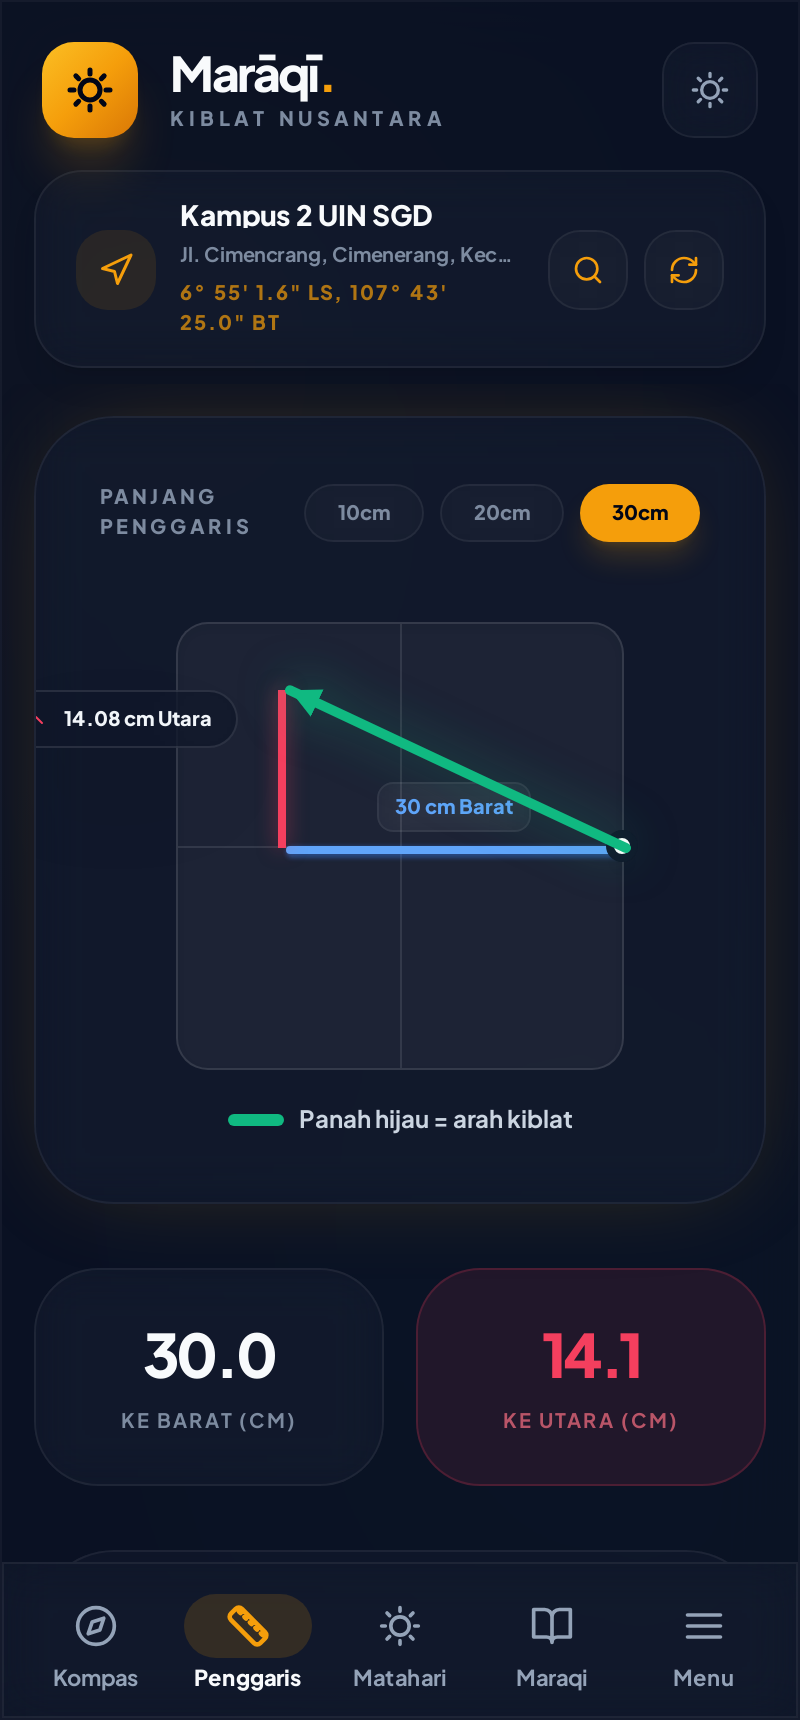 Marāqī.
KIBLAT NUSANTARA
Kampus 2 UIN SGD
Jl. Cimencrang, Cimenerang, Kec...
6° 55' 1.6" LS, 107° 43'
25.0" BT
PANJANG
PENGGARIS
10cm
20cm
30cm
14.08 cm Utara
30 cm Barat
Panah hijau = arah kiblat
30.0
KE BARAT (CM)
14.1
KE UTARA (CM)
Kompas
Penggaris
Matahari
Maraqi
Menu